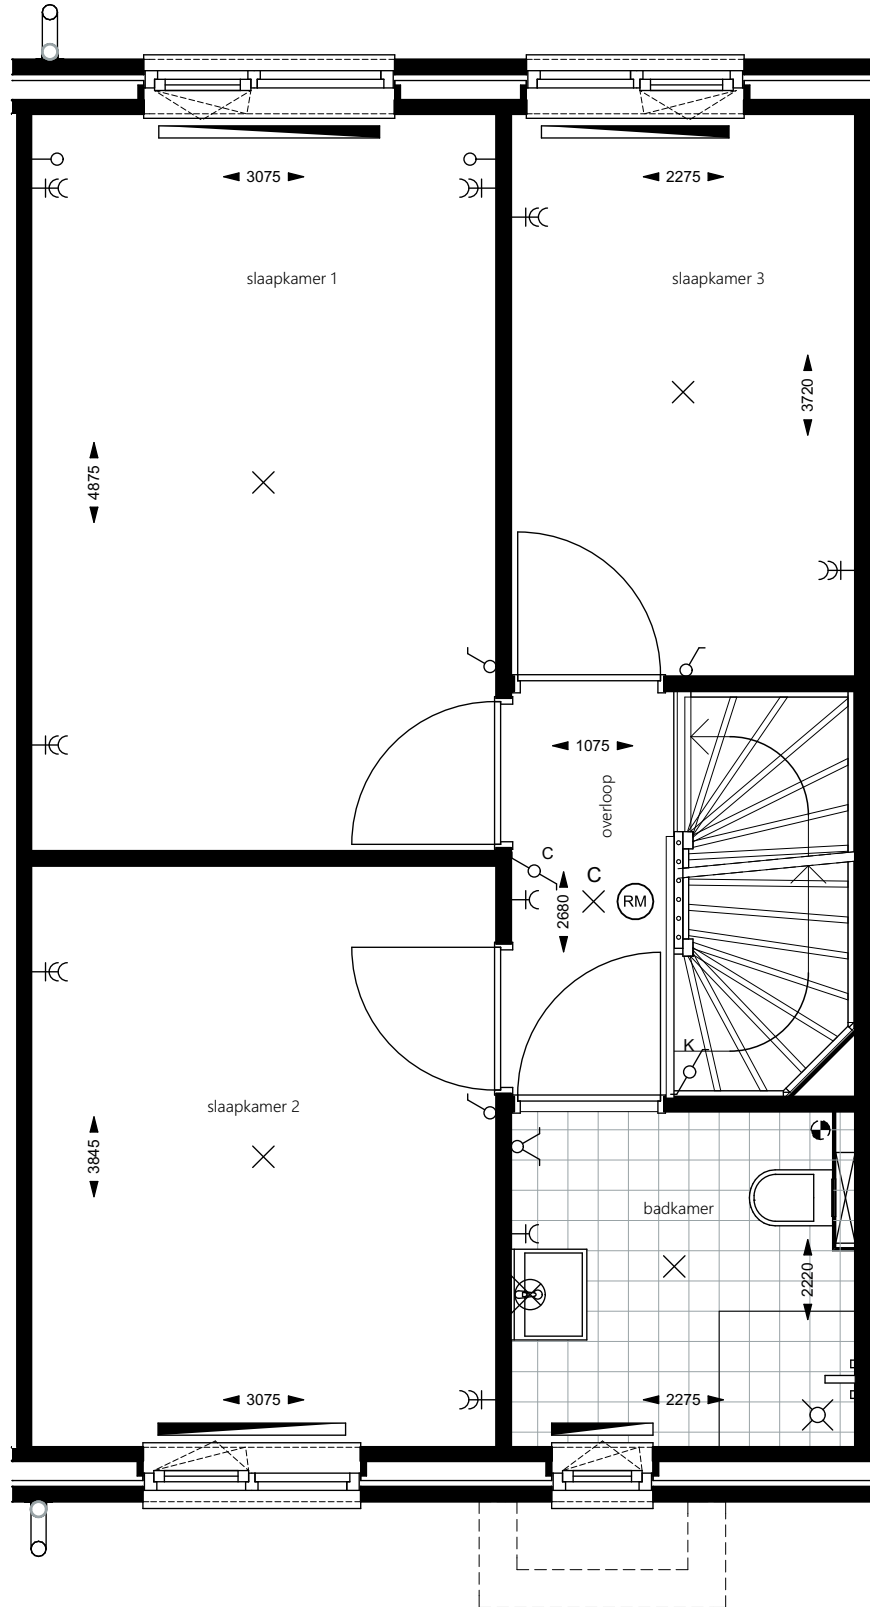 3075
2275
slaapkamer 1
slaapkamer 3
3720
4875
1075
overloop
C
C
RM
2680
K
slaapkamer 2
3845
badkamer
2220
3075
2275